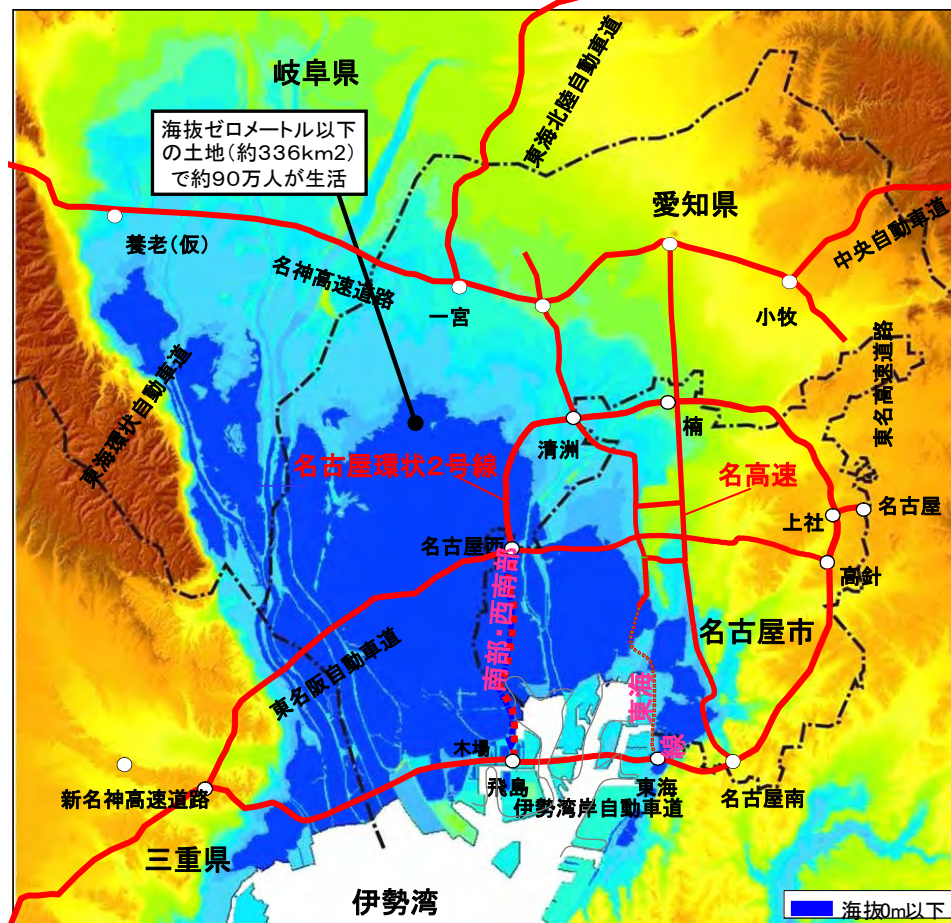 岐阜県
東海北陸自動車道
海抜ゼロメートル以下
の土地(約336km2)
で約90万人が生活
愛知県
中央自動車道
養老(仮)
名神高速道路
一宮
小牧
東名高速道路
東海環状自動車道
清洲
楠
名古屋環状2号線
名高速
上社
名古屋
名古屋西
高針
南部・西南部
名古屋市
東名阪自動車道
東海
線
木場
飛島
東海
名古屋南
伊勢湾岸自動車道
新名神高速道路
三重県
伊勢湾
海抜0m以下